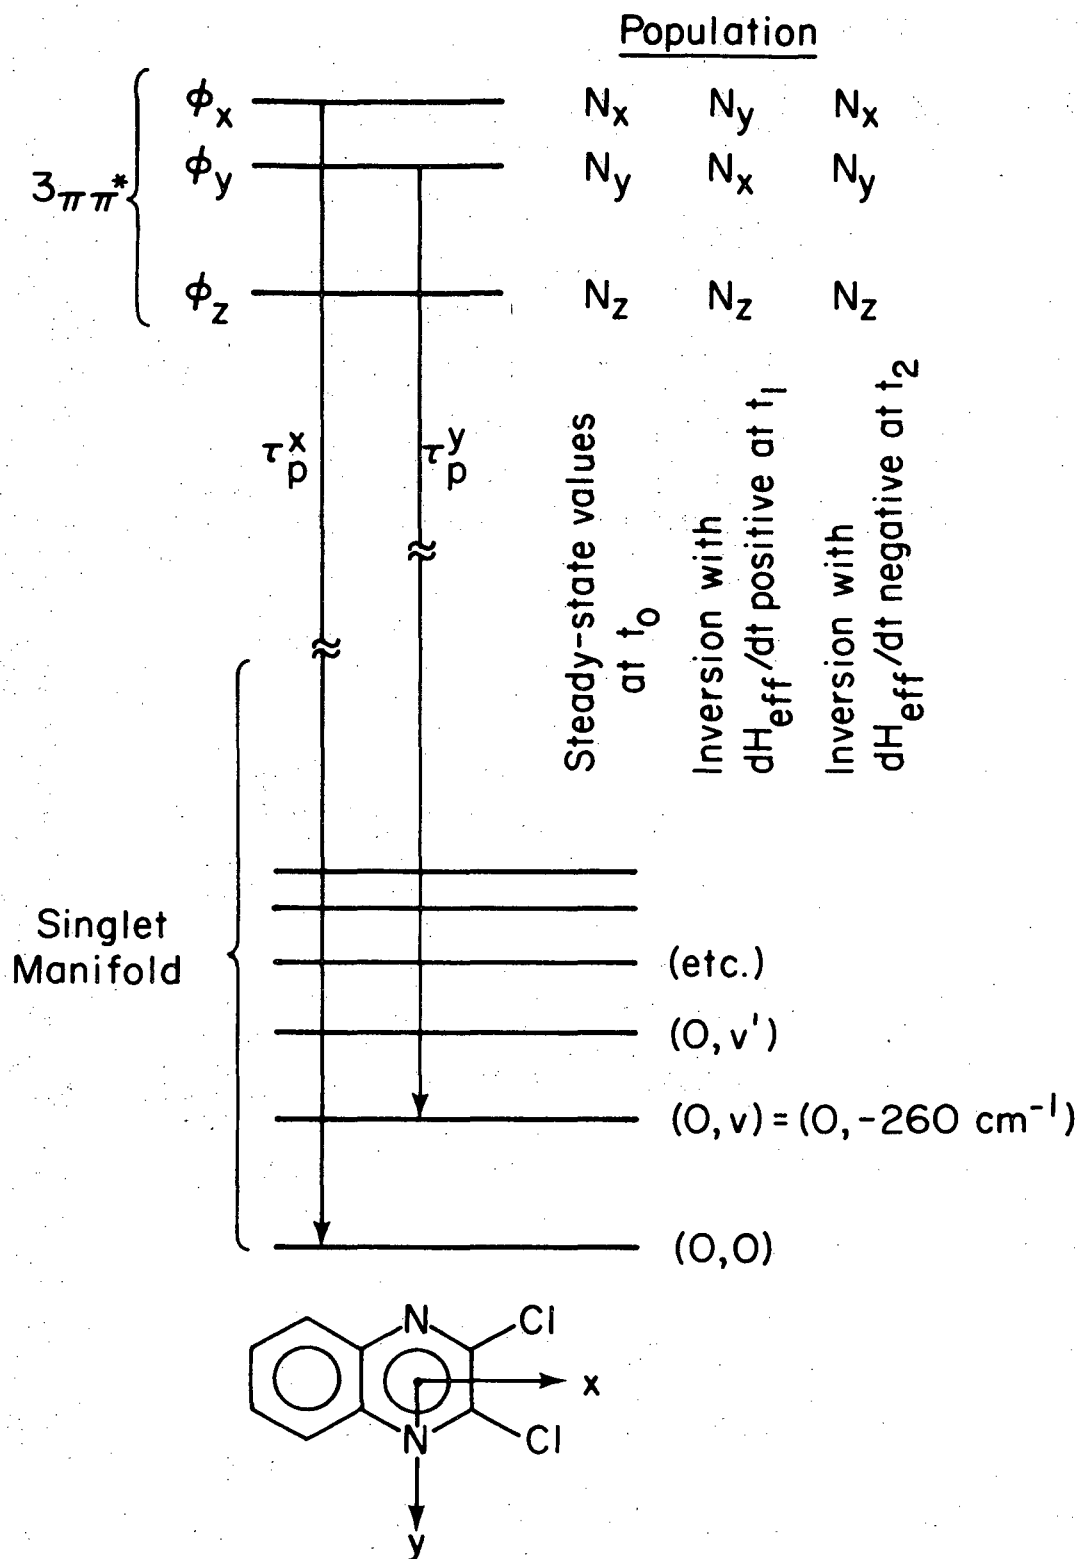 Population
ϕx Nx Ny Nx
3ππ* ϕy Ny Nx Ny
ϕz Nz Nz Nz
τpx τpy
Steady-state values
at t0
Inversion with
dHeff/dt positive at t1
Inversion with
dHeff/dt negative at t2
Singlet
Manifold
(etc.)
(0,v')
(0,v)=(0,-260 cm-1)
(0,0)
N Cl
x
N Cl
y